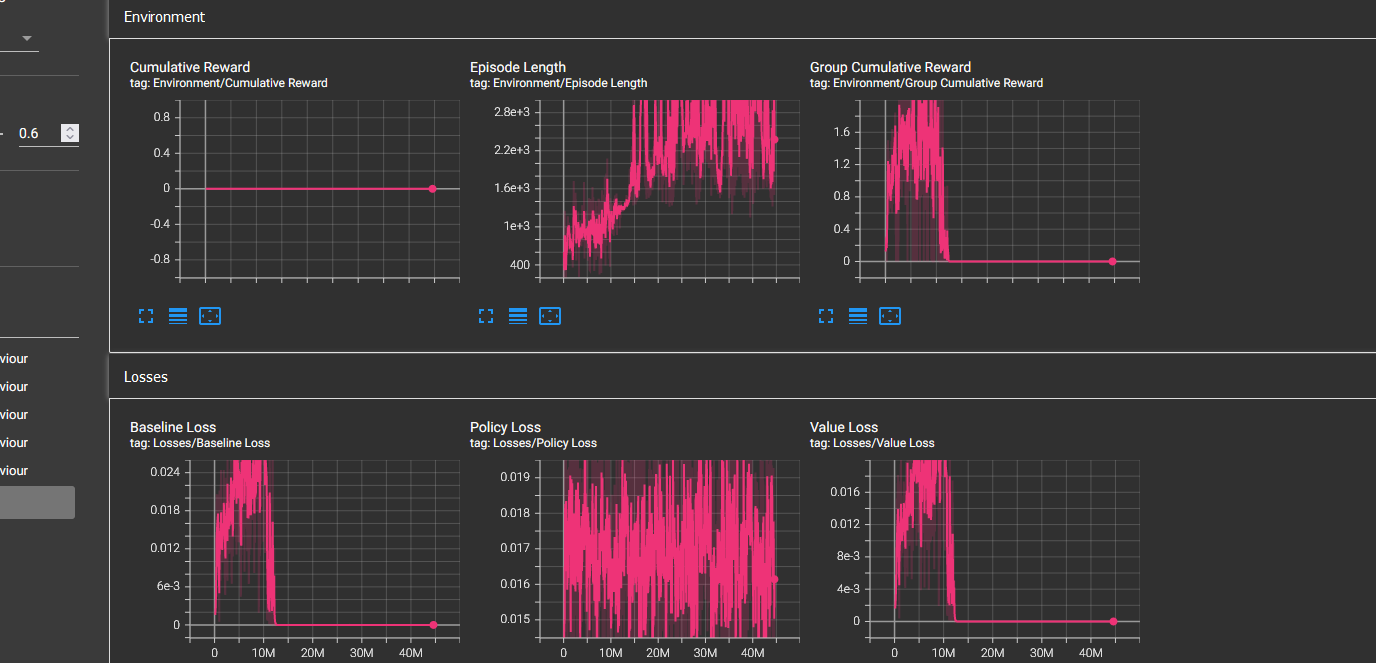 Environment
Cumulative Reward
tag: Environment/Cumulative Reward
0.8
0.4
0
-0.4
-0.8
Episode Length
tag: Environment/Episode Length
2.8e+3
2.2e+3
1.6e+3
1e+3
400
Group Cumulative Reward
tag: Environment/Group Cumulative Reward
1.6
1.2
0.8
0.4
0
0.6
Losses
viour
viour
viour
viour
viour
Baseline Loss
tag: Losses/Baseline Loss
0.024
0.018
0.012
6e-3
0
0 10M 20M 30M 40M
Policy Loss
tag: Losses/Policy Loss
0.019
0.018
0.017
0.016
0.015
0 10M 20M 30M 40M
Value Loss
tag: Losses/Value Loss
0.016
0.012
8e-3
4e-3
0
0 10M 20M 30M 40M